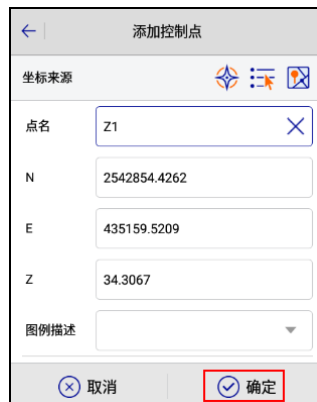 添加控制点
坐标来源
点名 Z1
N 2542854.4262
E 435159.5209
Z 34.3067
图例描述
取消 确定